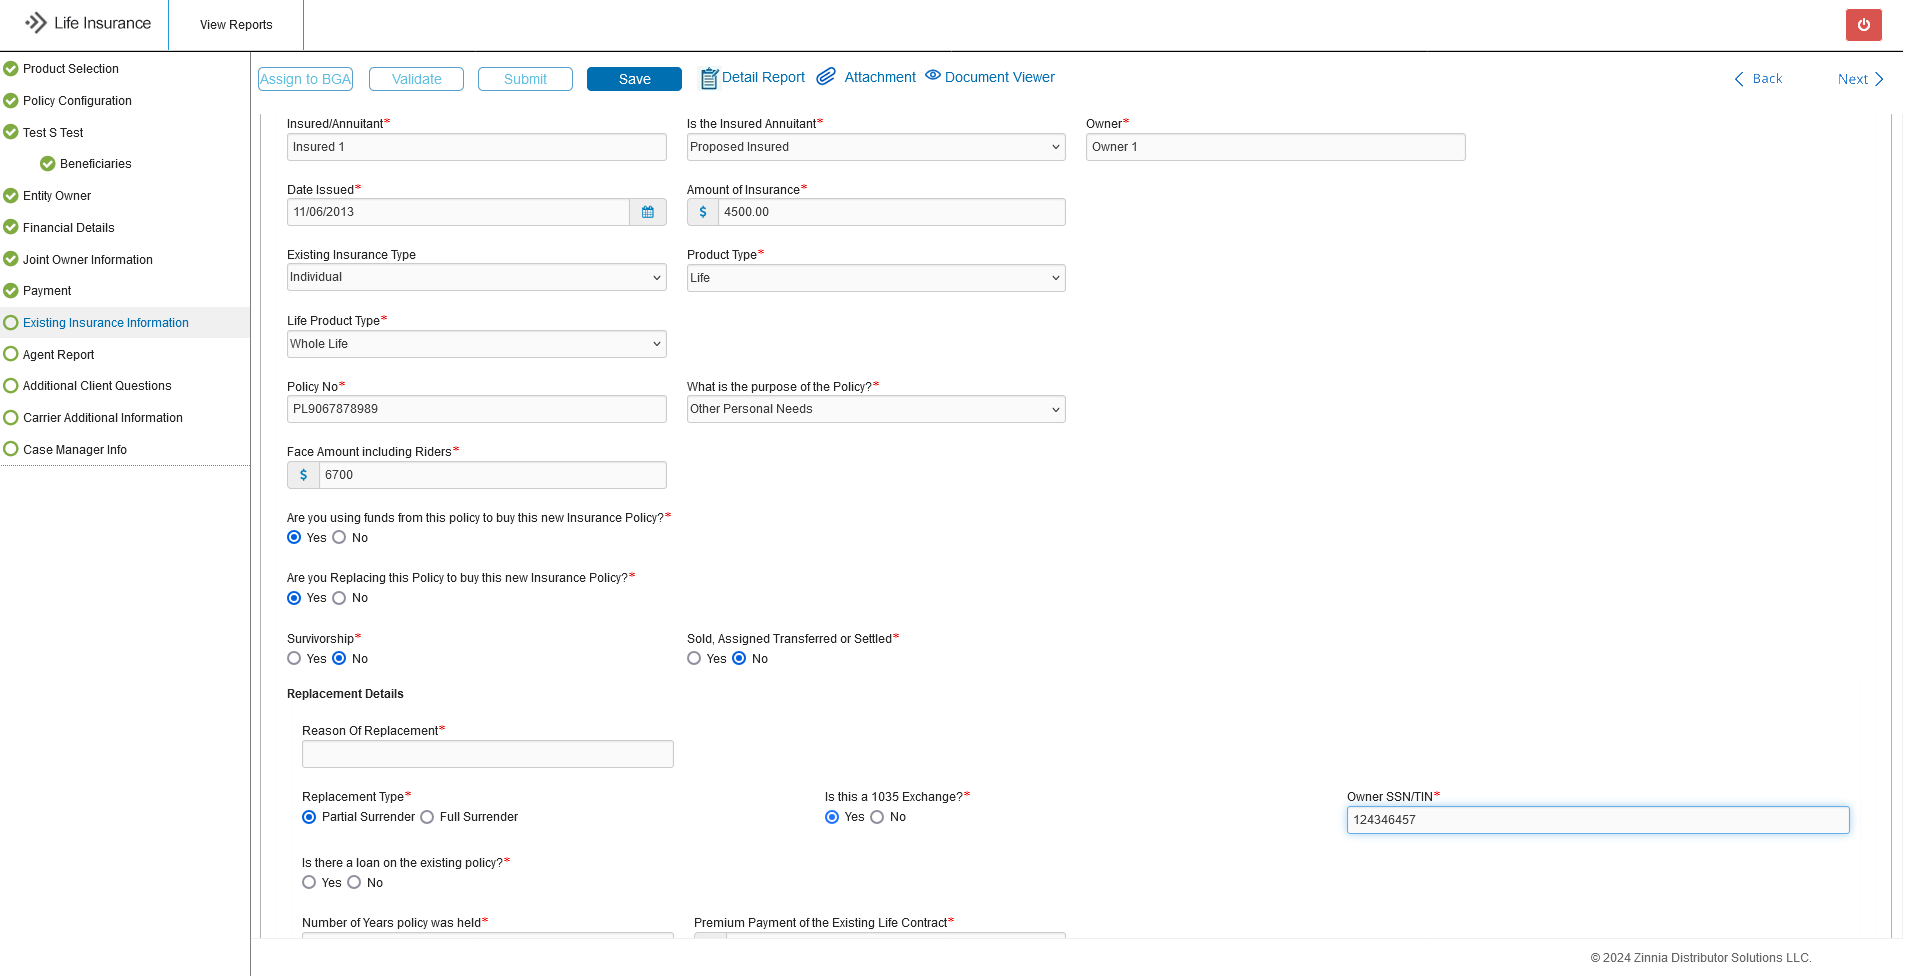 Life Insurance
View Reports
Product Selection
Policy Configuration
Test S Test
Beneficiaries
Entity Owner
Financial Details
Joint Owner Information
Payment
Existing Insurance Information
Agent Report
Additional Client Questions
Carrier Additional Information
Case Manager Info
Assign to BGA Validate Submit Save Detail Report Attachment Document Viewer Back Next
Insured/Annuitant* Is the Insured Annuitant* Owner*
Insured 1 Proposed Insured Owner 1
Date Issued* Amount of Insurance*
11/06/2013 $ 4500.00
Existing Insurance Type Product Type*
Individual Life
Life Product Type*
Whole Life
Policy No* What is the purpose of the Policy?*
PL9067878989 Other Personal Needs
Face Amount including Riders*
$ 6700
Are you using funds from this policy to buy this new Insurance Policy?*
Yes No
Are you Replacing this Policy to buy this new Insurance Policy?*
Yes No
Survivorship* Sold, Assigned Transferred or Settled*
Yes No Yes No
Replacement Details
Reason Of Replacement*
Replacement Type* Is this a 1035 Exchange?* Owner SSN/TIN*
Partial Surrender Full Surrender Yes No 124346457
Is there a loan on the existing policy?*
Yes No
Number of Years policy was held* Premium Payment of the Existing Life Contract*
© 2024 Zinnia Distributor Solutions LLC.